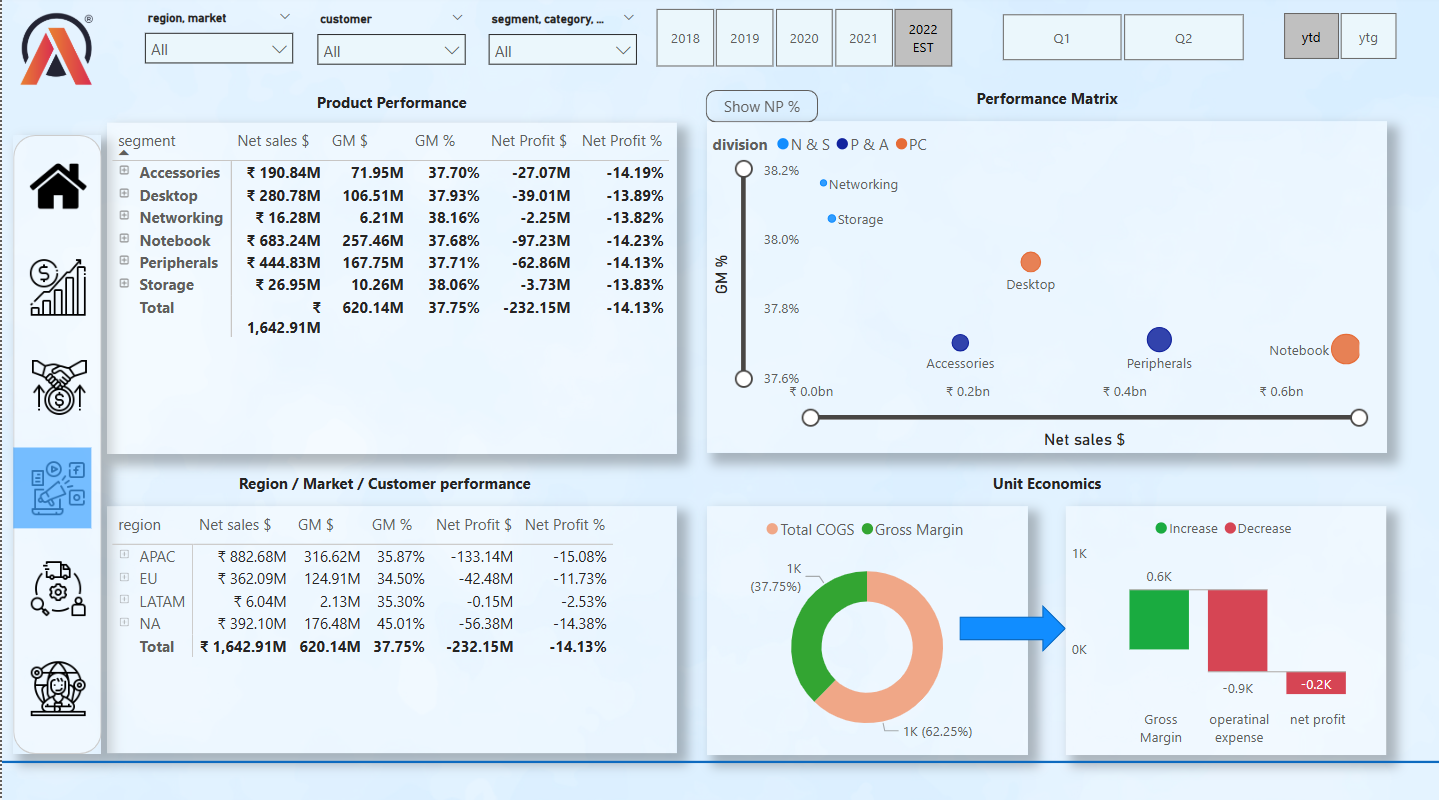 ®
region, market
All
customer
All
segment, category, ...
All
2018
2019
2020
2021
2022
EST
Q1
Q2
ytd
ytg
Product Performance
segment Net sales $ GM $ GM % Net Profit $ Net Profit %
Accessories ₹ 190.84M 71.95M 37.70% -27.07M -14.19%
Desktop ₹ 280.78M 106.51M 37.93% -39.01M -13.89%
Networking ₹ 16.28M 6.21M 38.16% -2.25M -13.82%
Notebook ₹ 683.24M 257.46M 37.68% -97.23M -14.23%
Peripherals ₹ 444.83M 167.75M 37.71% -62.86M -14.13%
Storage ₹ 26.95M 10.26M 38.06% -3.73M -13.83%
Total ₹ 620.14M 37.75% -232.15M -14.13%
1,642.91M
Show NP %
Performance Matrix
division N & S P & A PC
38.2%
Networking
Storage
38.0%
GM %
Desktop
37.8%
Accessories
Peripherals
Notebook
37.6%
₹ 0.0bn ₹ 0.2bn ₹ 0.4bn ₹ 0.6bn
Net sales $
Region / Market / Customer performance
region Net sales $ GM $ GM % Net Profit $ Net Profit %
APAC ₹ 882.68M 316.62M 35.87% -133.14M -15.08%
EU ₹ 362.09M 124.91M 34.50% -42.48M -11.73%
LATAM ₹ 6.04M 2.13M 35.30% -0.15M -2.53%
NA ₹ 392.10M 176.48M 45.01% -56.38M -14.38%
Total ₹ 1,642.91M 620.14M 37.75% -232.15M -14.13%
Unit Economics
Total COGS Gross Margin
1K
(37.75%)
1K (62.25%)
Increase Decrease
1K
0.6K
0K
-0.9K
-0.2K
Gross
Margin
operatinal
expense
net profit